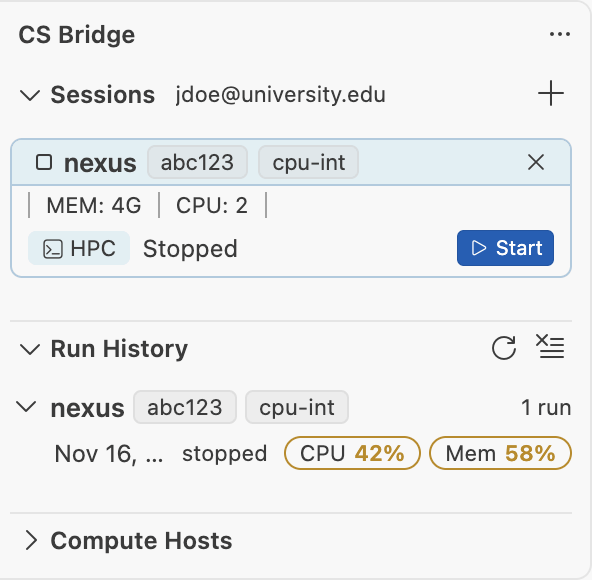 CS Bridge
Sessions jdoe@university.edu
nexus abc123 cpu-int
MEM: 4G CPU: 2
HPC Stopped Start
Run History
nexus abc123 cpu-int 1 run
Nov 16, ... stopped CPU 42% Mem 58%
Compute Hosts